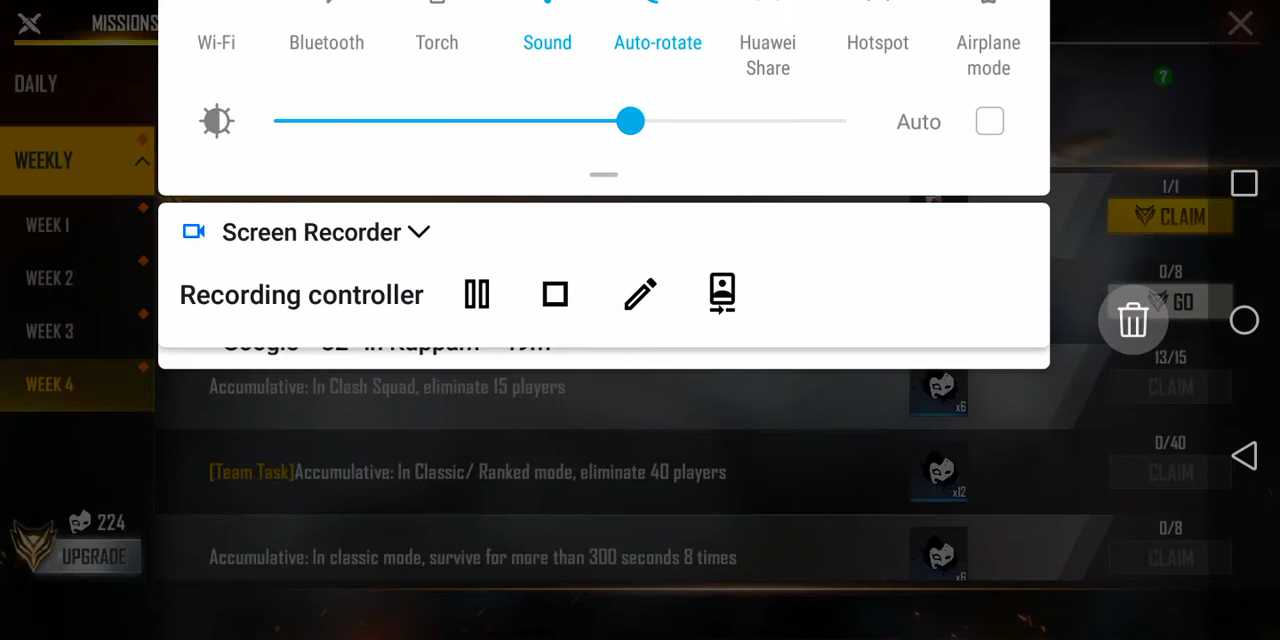 MISSIONS
Wi-Fi
Bluetooth
Torch
Sound
Auto-rotate
Huawei Share
Hotspot
Airplane mode
Auto
DAILY
WEEKLY
WEEK 1
WEEK 2
WEEK 3
WEEK 4
Screen Recorder
Recording controller
1/1
CLAIM
0/8
GO
Accumulative: In Clash Squad, eliminate 15 players
x6
13/15
CLAIM
[Team Task]Accumulative: In Classic/ Ranked mode, eliminate 40 players
x12
0/40
CLAIM
Accumulative: In classic mode, survive for more than 300 seconds 8 times
x6
0/8
CLAIM
224
UPGRADE